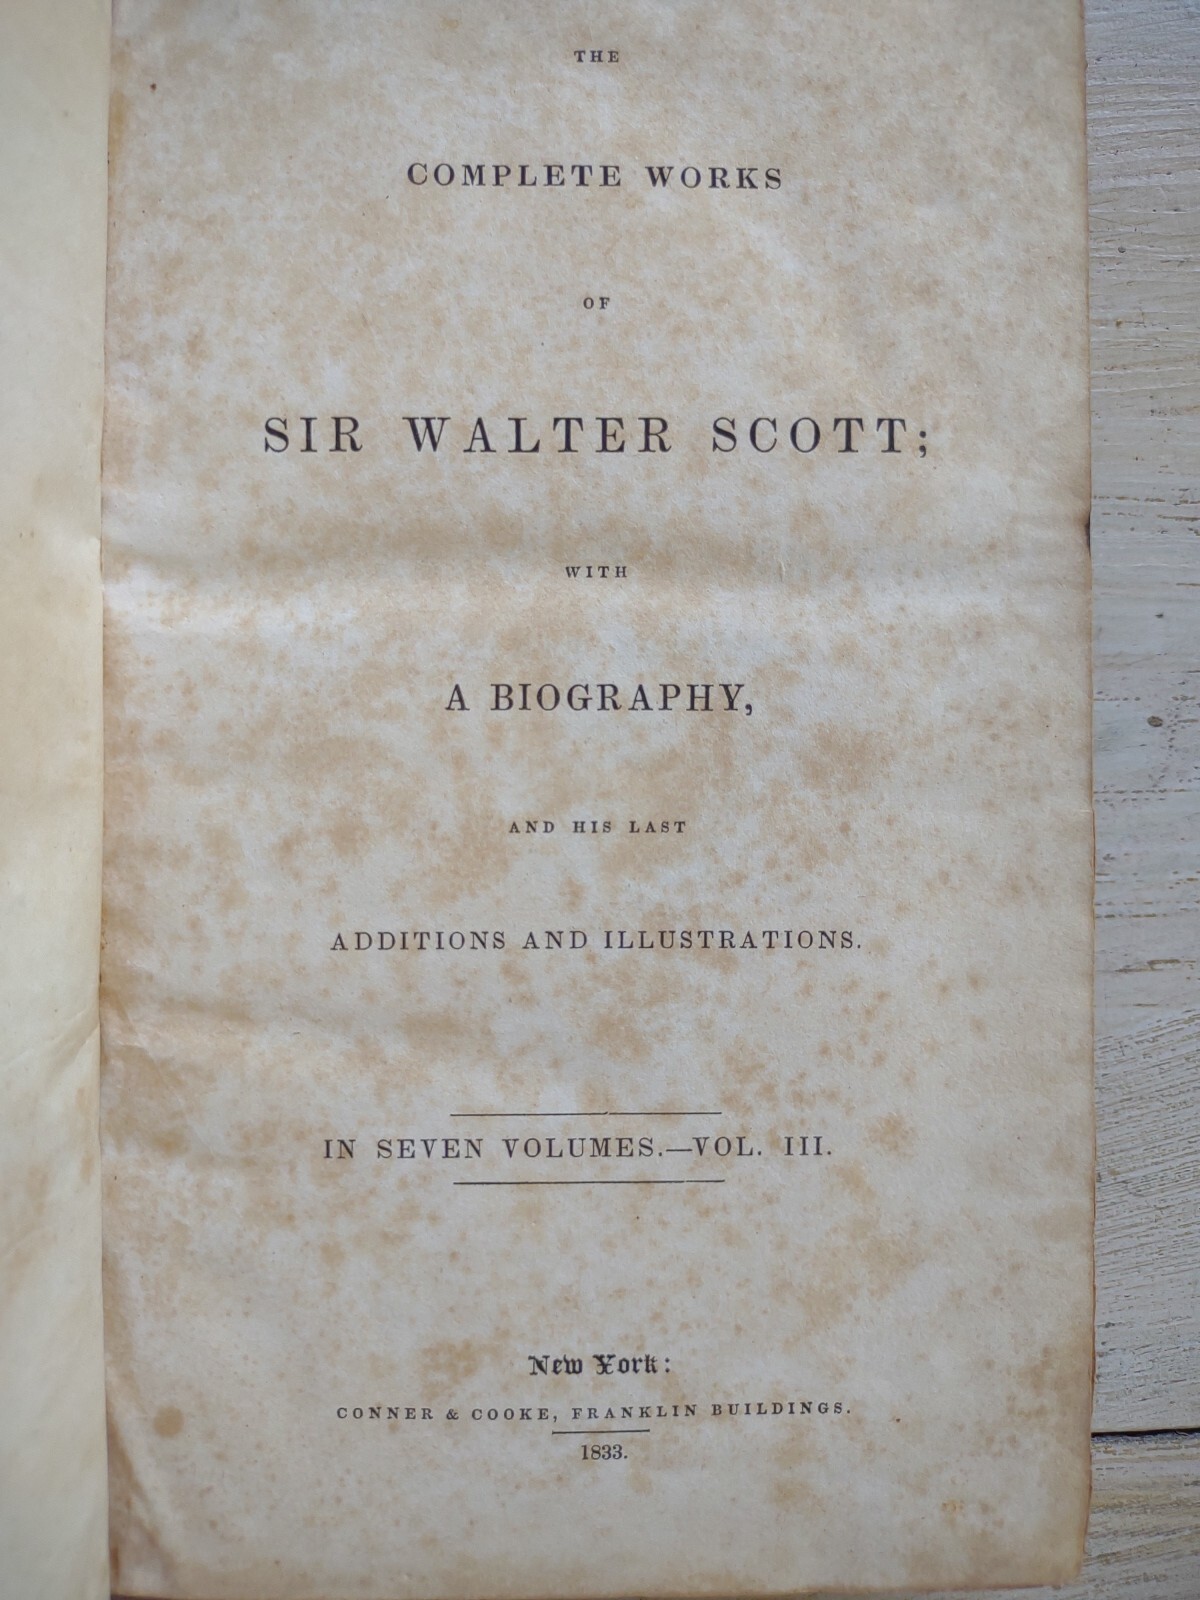 THE
COMPLETE WORKS
OF
SIR WALTER SCOTT;
WITH
A BIOGRAPHY,
AND HIS LAST
ADDITIONS AND ILLUSTRATIONS.
IN SEVEN VOLUMES.—VOL. III.
New York:
CONNER & COOKE, FRANKLIN BUILDINGS.
1833.